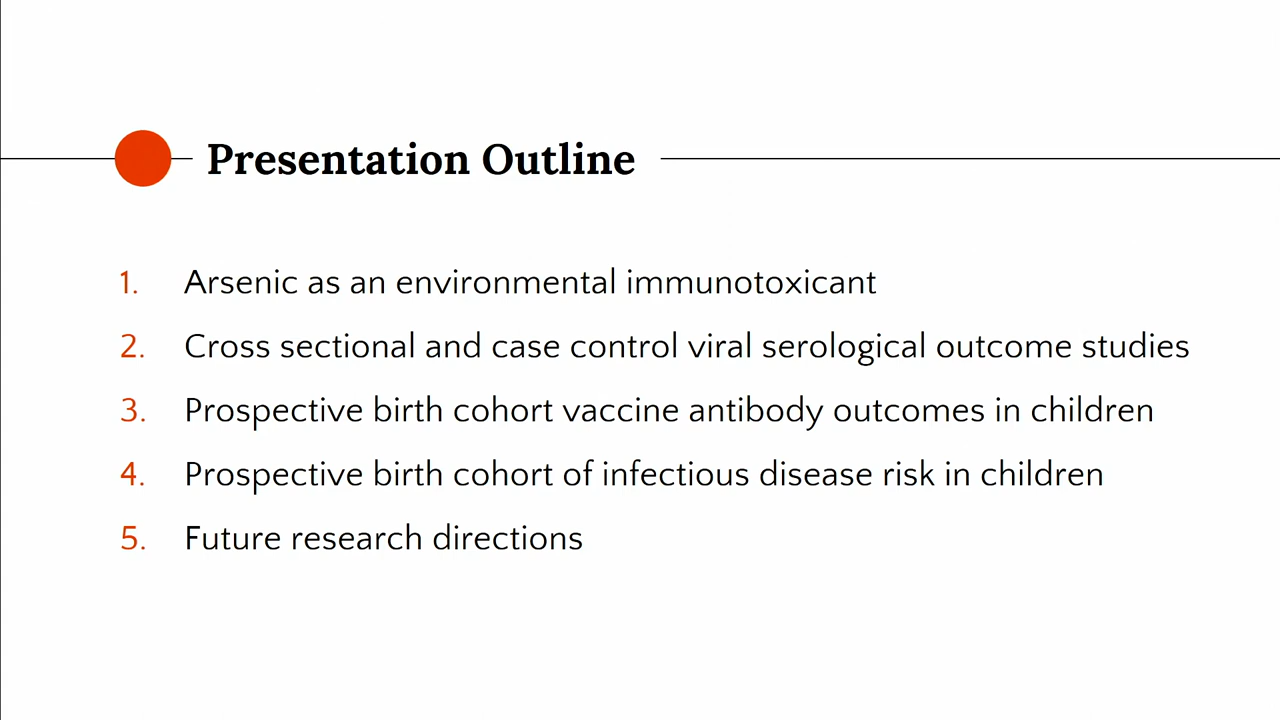 Presentation Outline
1. Arsenic as an environmental immunotoxicant
2. Cross sectional and case control viral serological outcome studies
3. Prospective birth cohort vaccine antibody outcomes in children
4. Prospective birth cohort of infectious disease risk in children
5. Future research directions